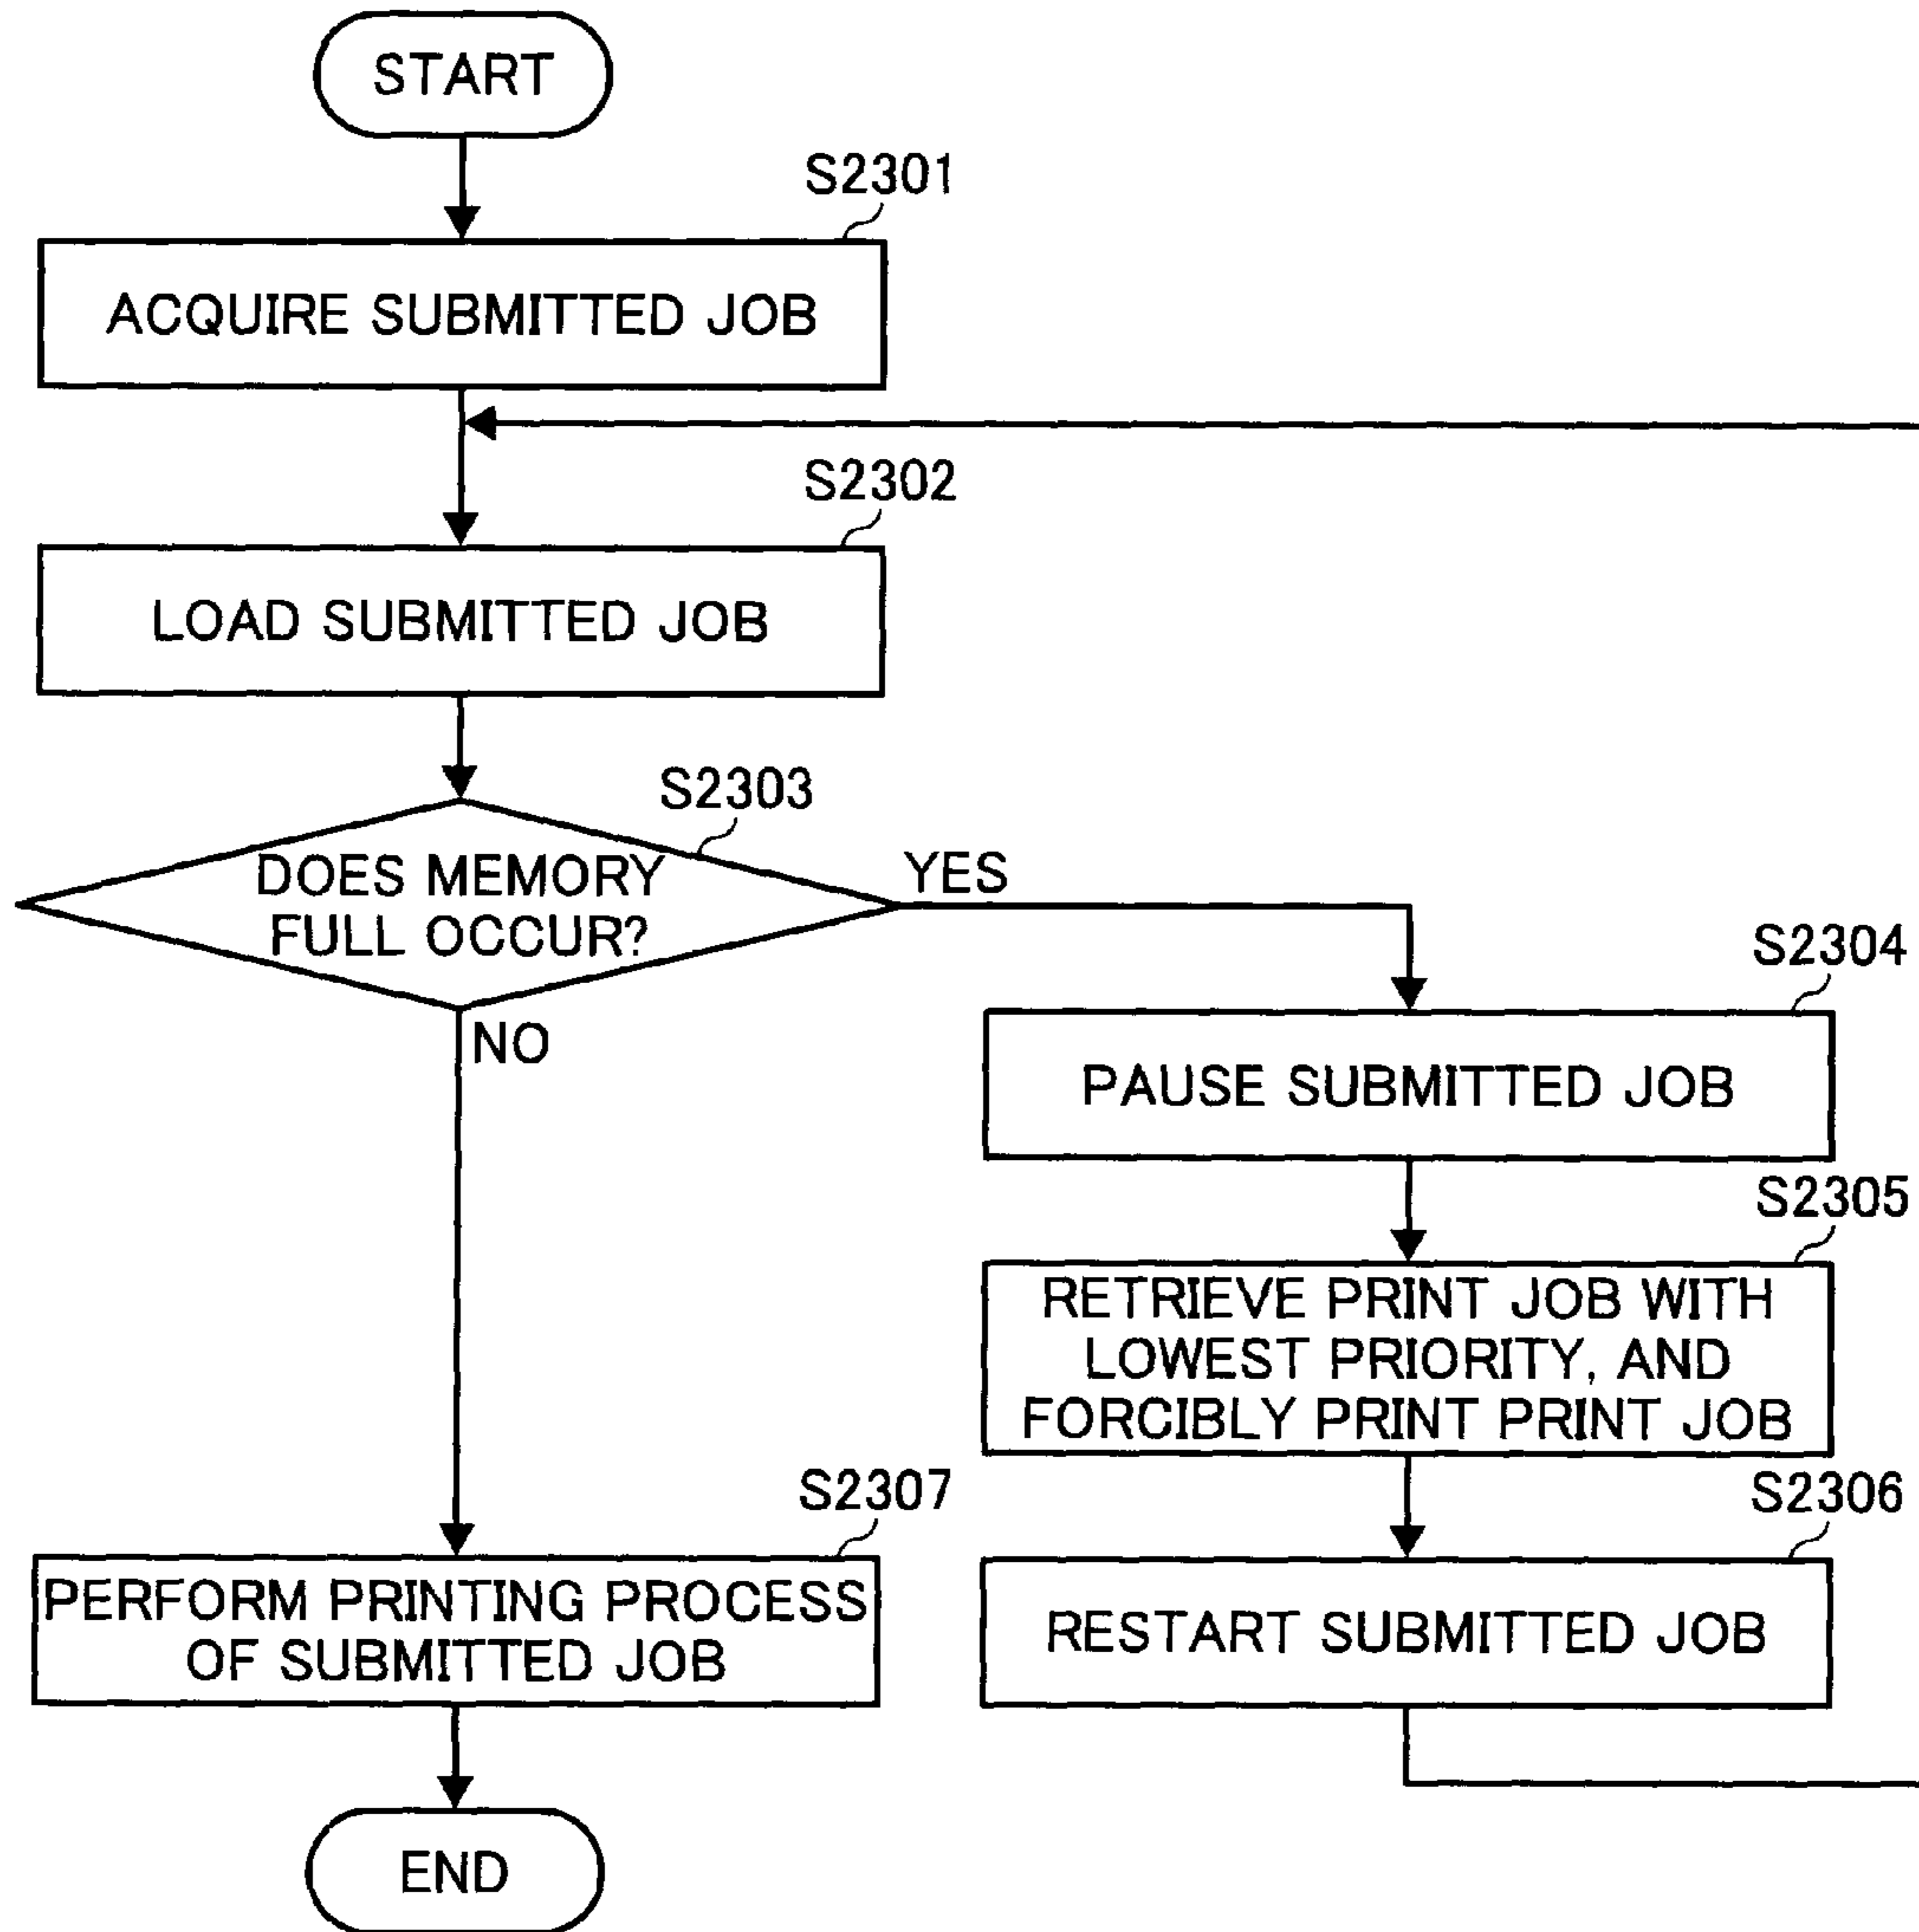 START
S2301
ACQUIRE SUBMITTED JOB
S2302
LOAD SUBMITTED JOB
S2303
DOES MEMORY
FULL OCCUR?
YES
NO
S2304
PAUSE SUBMITTED JOB
S2305
RETRIEVE PRINT JOB WITH
LOWEST PRIORITY, AND
FORCIBLY PRINT PRINT JOB
S2306
RESTART SUBMITTED JOB
S2307
PERFORM PRINTING PROCESS
OF SUBMITTED JOB
END